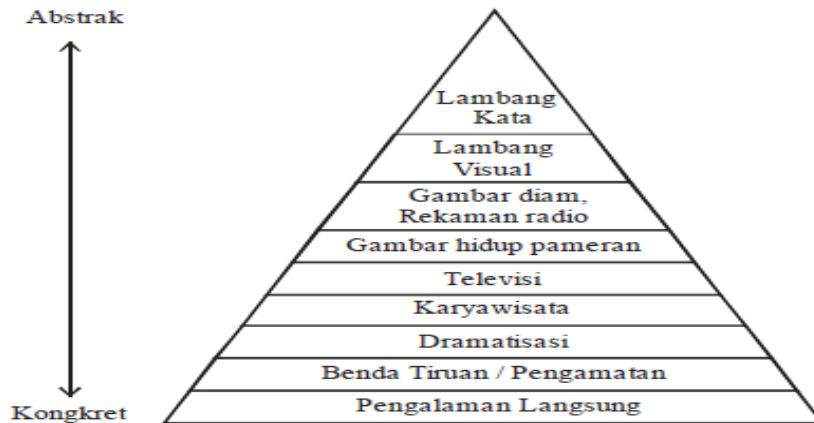 Abstrak
Lambang
Kata
Lambang
Visual
Gambar diam,
Rekaman radio
Gambar hidup pameran
Televisi
Karyawisata
Dramatisasi
Benda Tiruan / Pengamatan
Pengalaman Langsung
Kongkret